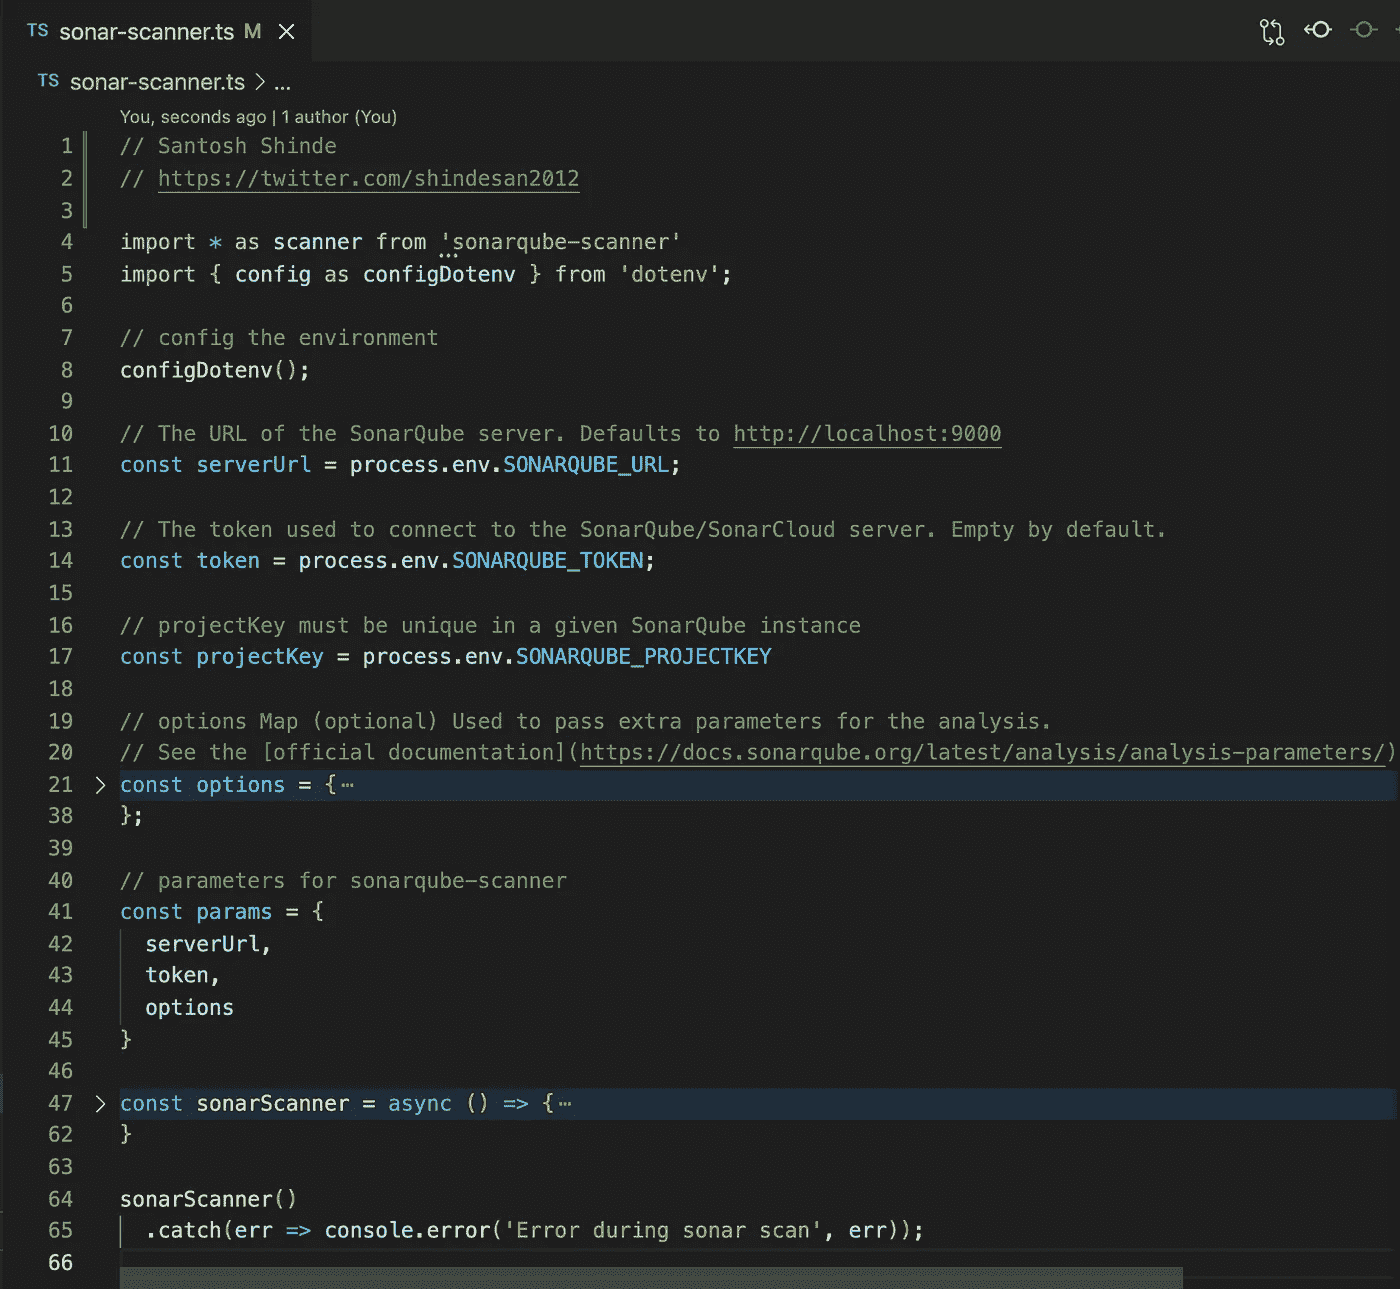 TS sonar-scanner.ts M
TS sonar-scanner.ts > ...
You, seconds ago | 1 author (You)
1 // Santosh Shinde
2 // https://twitter.com/shindesan2012
3
4 import * as scanner from 'sonarqube-scanner'
5 import { config as configDotenv } from 'dotenv';
6
7 // config the environment
8 configDotenv();
9
10 // The URL of the SonarQube server. Defaults to http://localhost:9000
11 const serverUrl = process.env.SONARQUBE_URL;
12
13 // The token used to connect to the SonarQube/SonarCloud server. Empty by default.
14 const token = process.env.SONARQUBE_TOKEN;
15
16 // projectKey must be unique in a given SonarQube instance
17 const projectKey = process.env.SONARQUBE_PROJECTKEY
18
19 // options Map (optional) Used to pass extra parameters for the analysis.
20 // See the [official documentation](https://docs.sonarqube.org/latest/analysis/analysis-parameters/)
21 > const options = {…
38 };
39
40 // parameters for sonarqube-scanner
41 const params = {
42 serverUrl,
43 token,
44 options
45 }
46
47 > const sonarScanner = async () => {…
62 }
63
64 sonarScanner()
65 .catch(err => console.error('Error during sonar scan', err));
66